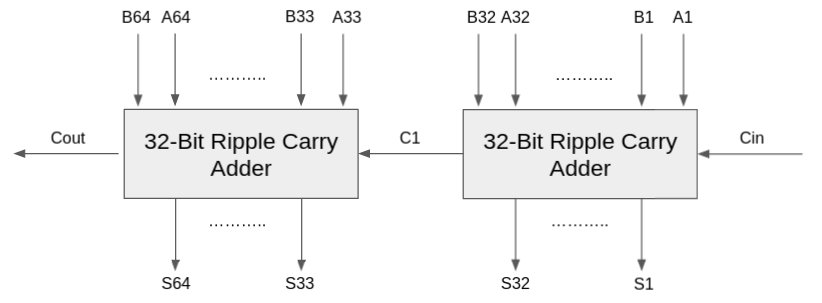 B64 A64 B33 A33 B32 A32 B1 A1
……….. ………..
Cout 32-Bit Ripple Carry Adder C1 32-Bit Ripple Carry Adder Cin
……….. ………..
S64 S33 S32 S1